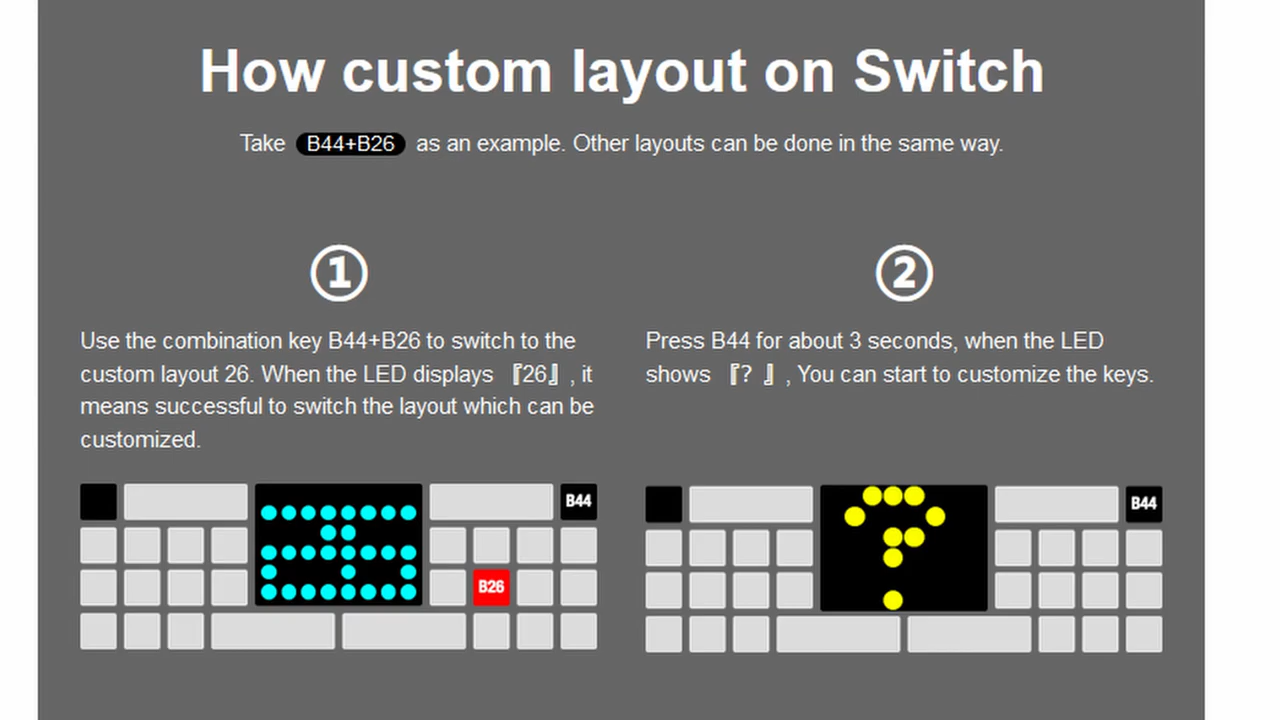 How custom layout on Switch
Take B44+B26 as an example. Other layouts can be done in the same way.
①
Use the combination key B44+B26 to switch to the
custom layout 26. When the LED displays 『26』, it
means successful to switch the layout which can be
customized.
B44
B26
②
Press B44 for about 3 seconds, when the LED
shows 『? 』, You can start to customize the keys.
?
B44